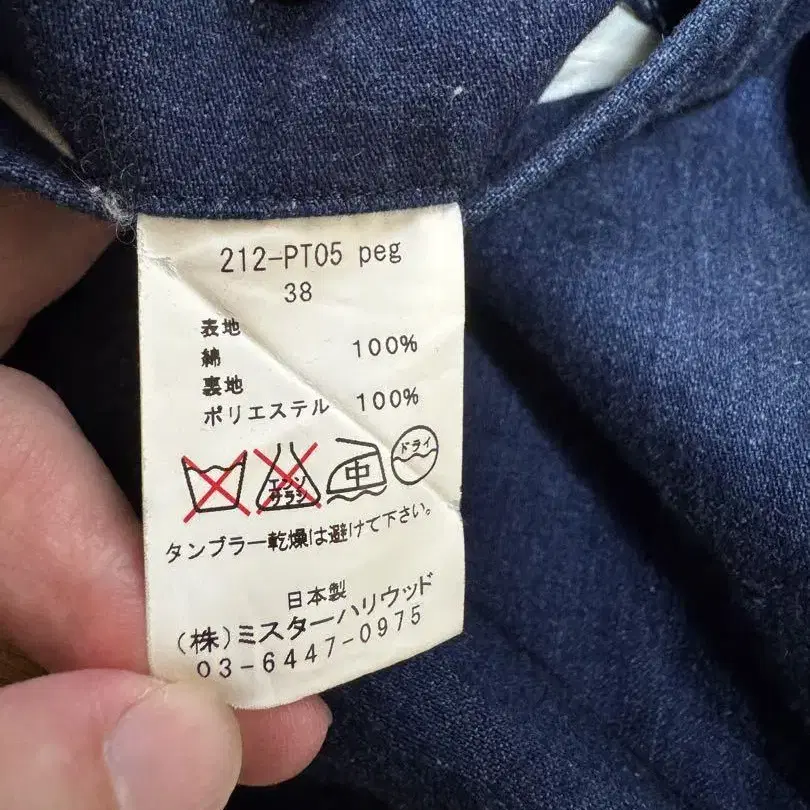 212-PT05 peg
38
表地
綿 100%
裏地
ポリエステル 100%
エンソ
サラシ
中
ドライ
タンブラー乾燥は避けて下さい。
日本製
(株)ミスターハリウッド
03-6447-0975